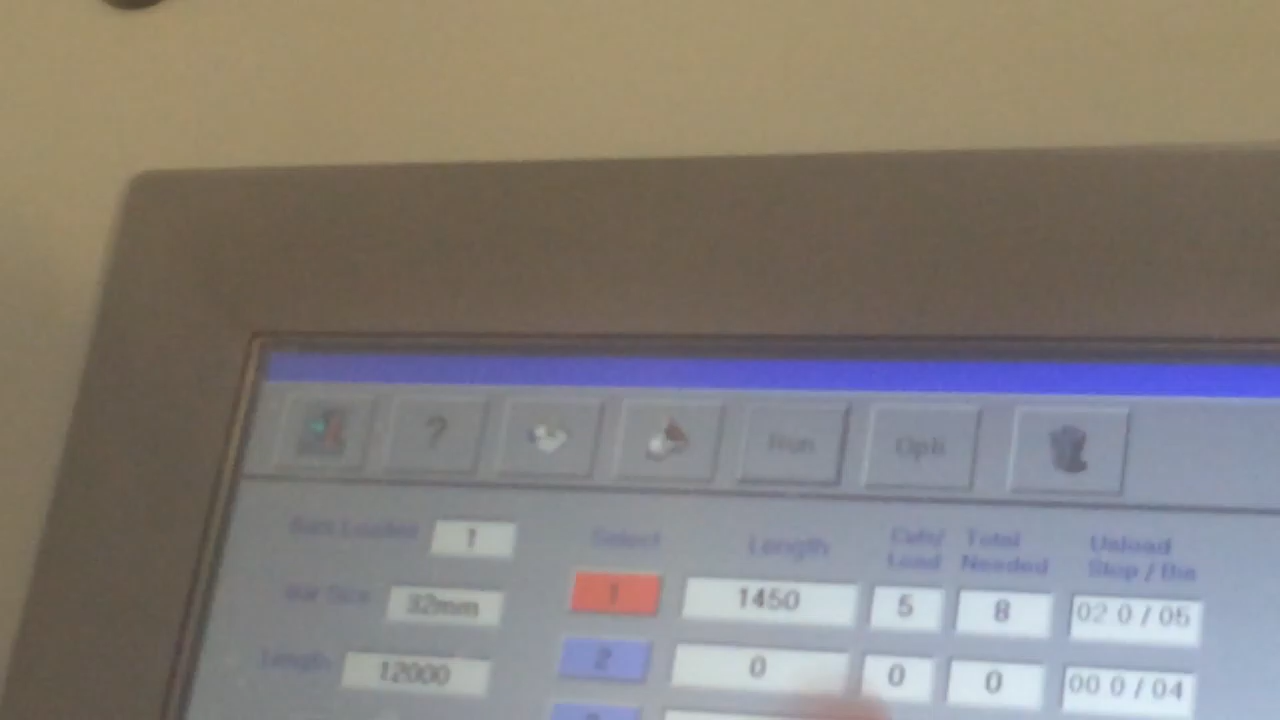 ? Run Opti
Bars Loaded 1
Select Length Cuts/ Load Total Needed Unload Stop / Bin
Bar Size 32mm
1 1450 5 8 02 0 / 05
Length 12000
2 0 0 0 00 0 / 04